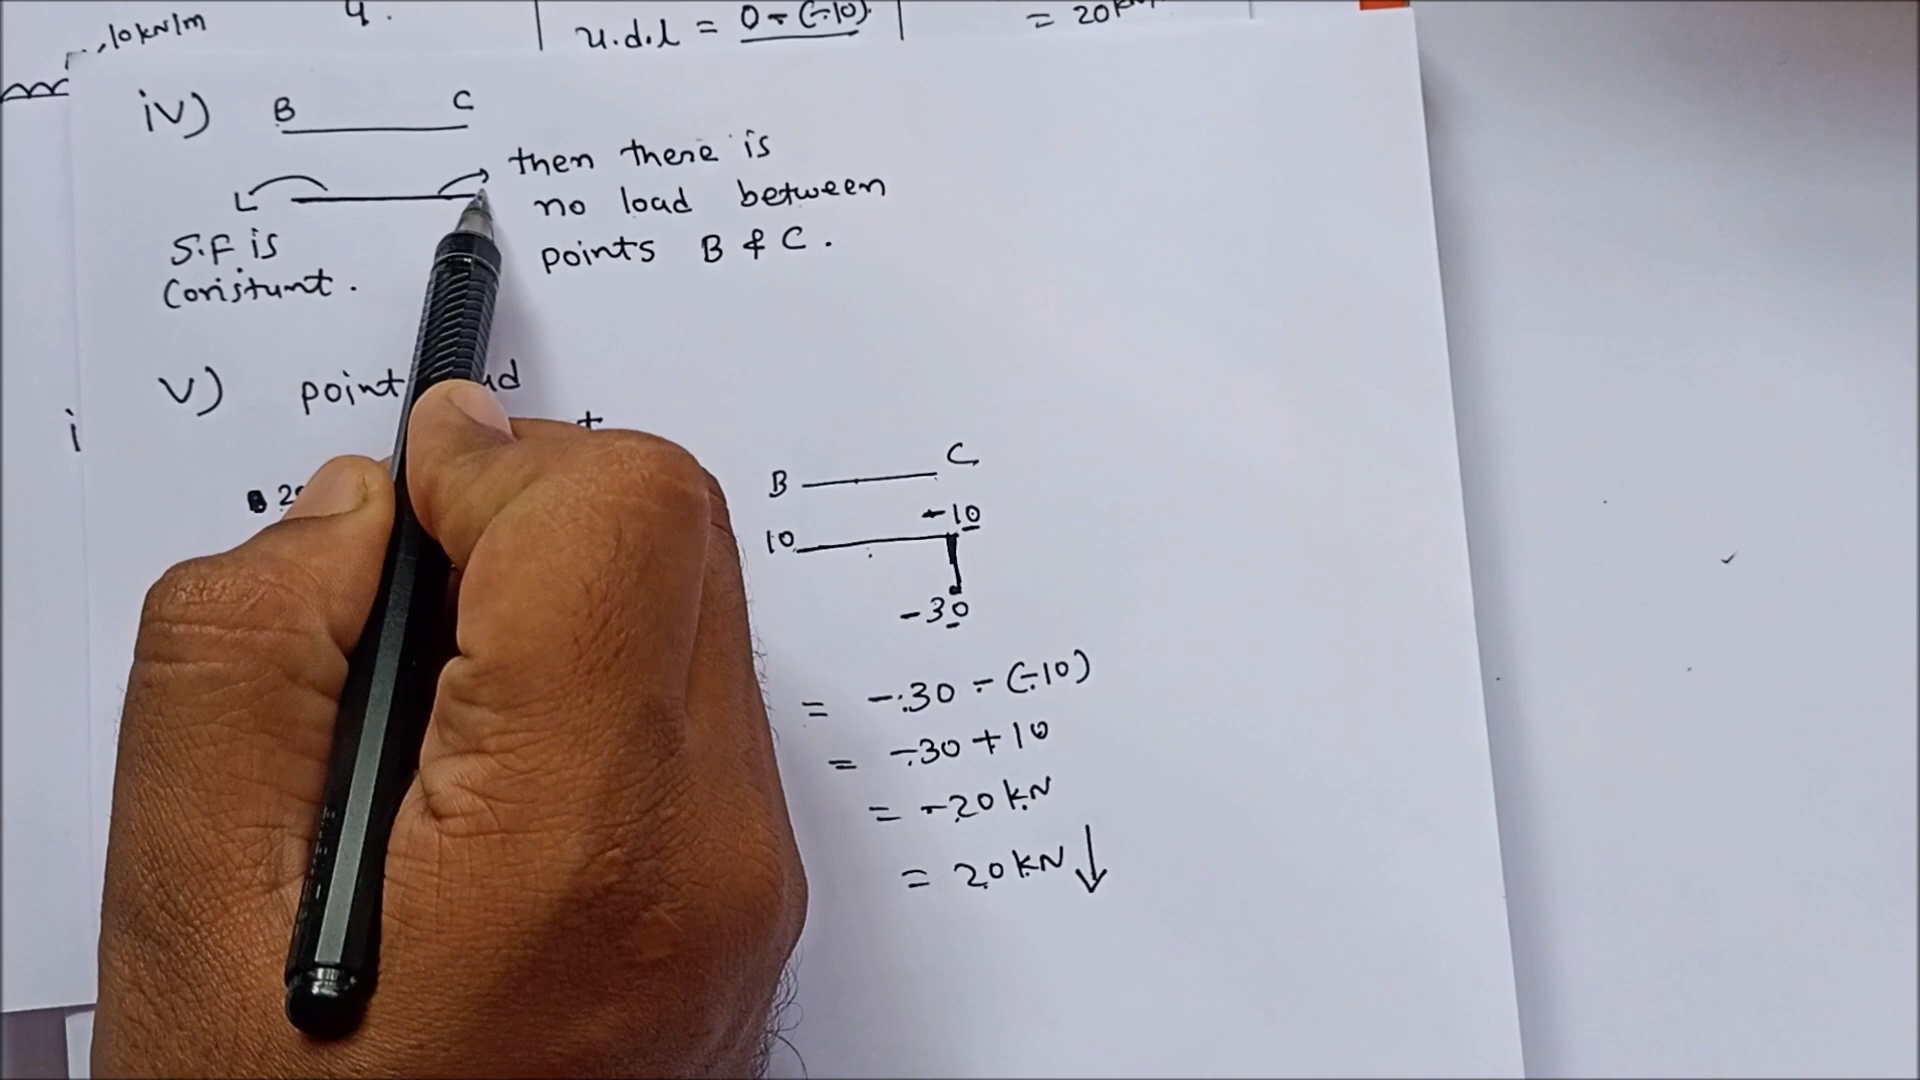 10kN/m
4.
u.d.l = 0-(-10)
iv) B C
then there is
no load between
points B & C.
S.F is
Constant.
v) point
B C
10 -10
-30
= -30-(-10)
= -30+10
= -20 kN
= 20 kN ↓